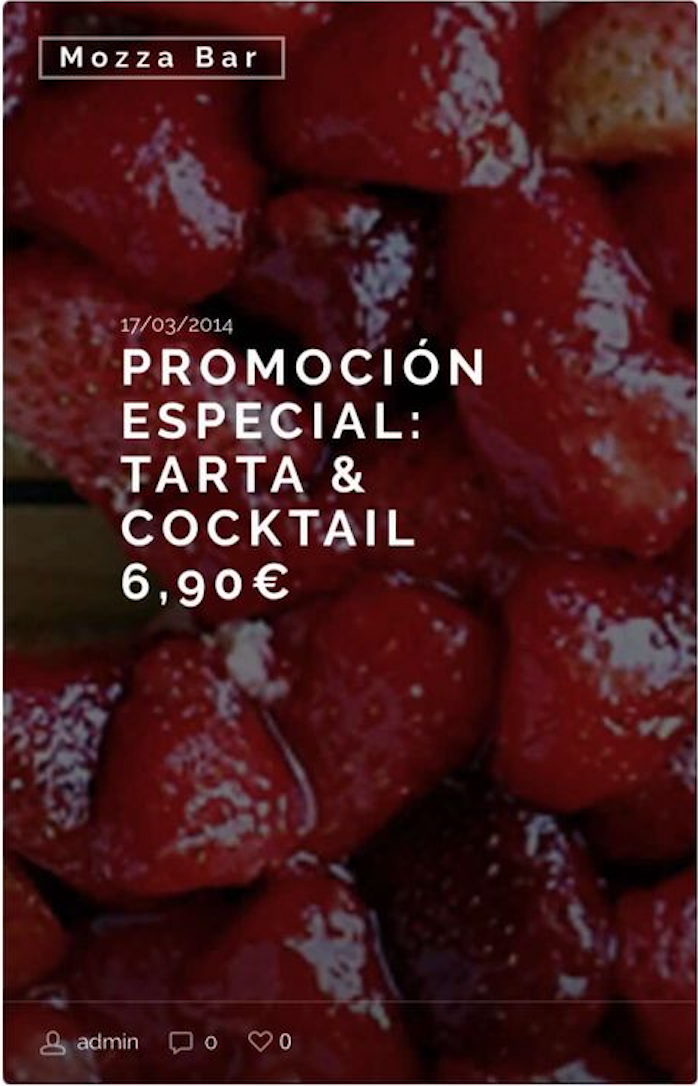 Mozza Bar
17/03/2014
PROMOCIÓN
ESPECIAL:
TARTA &
COCKTAIL
6,90€
admin 0 0